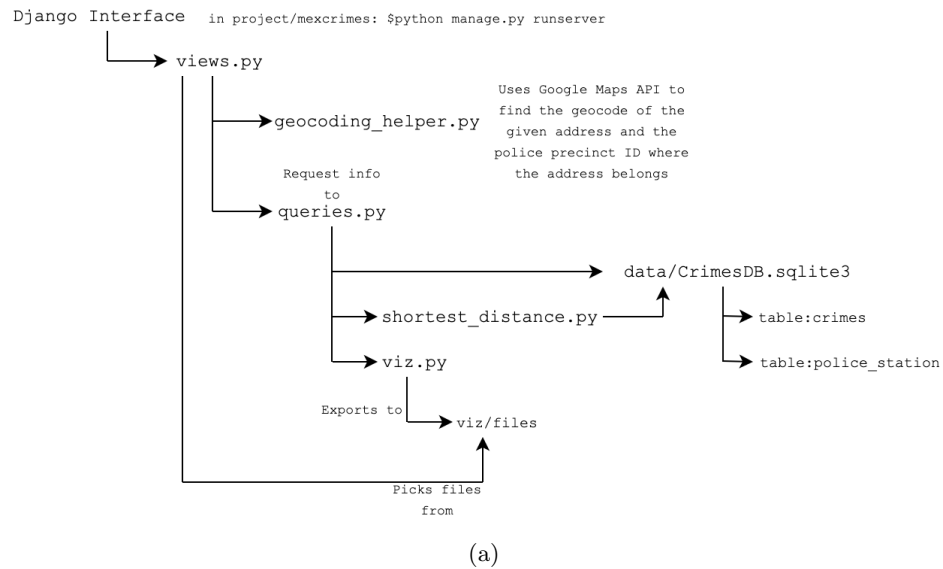 Django Interface in project/mexcrimes: $python manage.py runserver
views.py
Uses Google Maps API to
find the geocode of the
given address and the
police precinct ID where
the address belongs
geocoding_helper.py
Request info
to
queries.py
data/CrimesDB.sqlite3
shortest_distance.py
table:crimes
viz.py
table:police_station
Exports to
viz/files
Picks files
from
(a)